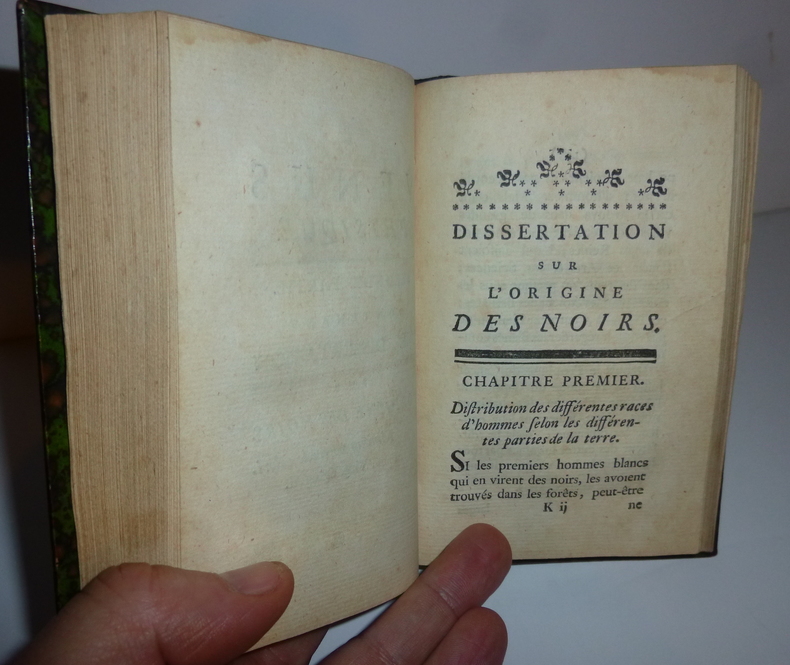 DISSERTATION
SUR
L'ORIGINE
DES NOIRS.
CHAPITRE PREMIER.
Diſtribution des différentes races
d'hommes ſelon les différen-
tes parties de la terre.
SI les premiers hommes blancs
qui en virent des noirs, les avoient
trouvés dans les forêts, peut-être
K ij ne